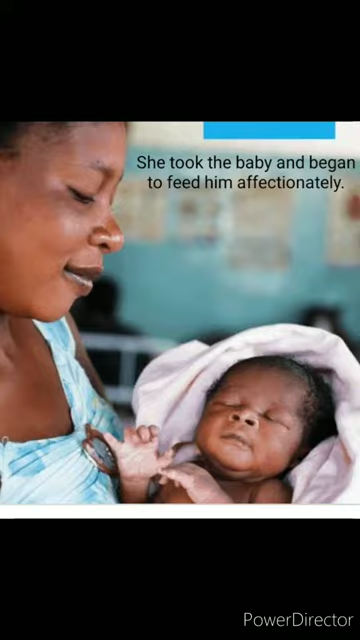 She took the baby and began
to feed him affectionately.
PowerDirector